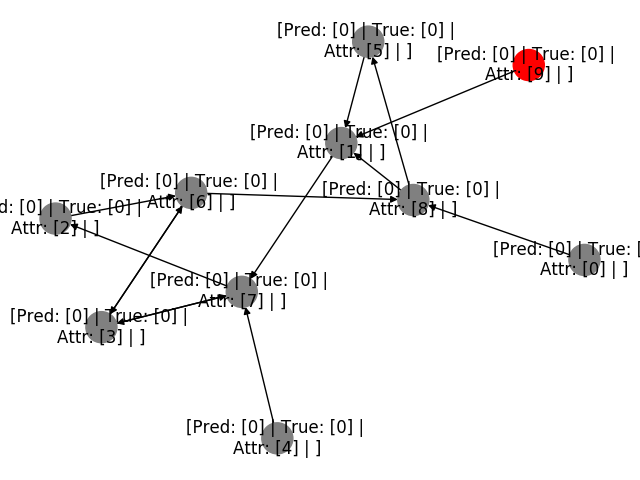 [Pred: [0] | True: [0] |
Attr: [5] | ]
[Pred: [0] | True: [0] |
Attr: [9] | ]
[Pred: [0] | True: [0] |
Attr: [1] | ]
[Pred: [0] | True: [0] |
Attr: [6] | ]
[Pred: [0] | True: [0] |
Attr: [8] | ]
d: [0] | True: [0] |
Attr: [2] | ]
[Pred: [0] | True: [
Attr: [0] | ]
[Pred: [0] | True: [0] |
Attr: [7] | ]
[Pred: [0] | True: [0] |
Attr: [3] | ]
[Pred: [0] | True: [0] |
Attr: [4] | ]